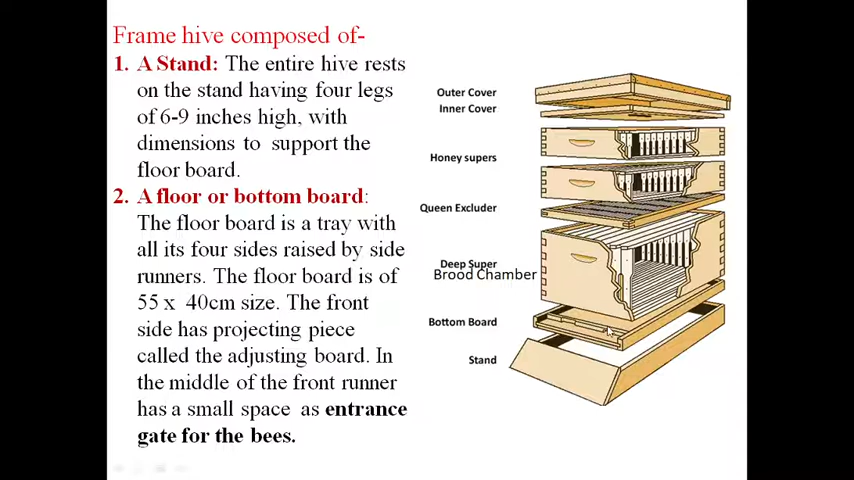 Frame hive composed of-
1. A Stand: The entire hive rests
on the stand having four legs
of 6-9 inches high, with
dimensions to support the
floor board.
2. A floor or bottom board:
The floor board is a tray with
all its four sides raised by side
runners. The floor board is of
55 x 40cm size. The front
side has projecting piece
called the adjusting board. In
the middle of the front runner
has a small space as entrance
gate for the bees.
Outer Cover
Inner Cover
Honey supers
Queen Excluder
Deep Super
Brood Chamber
Bottom Board
Stand